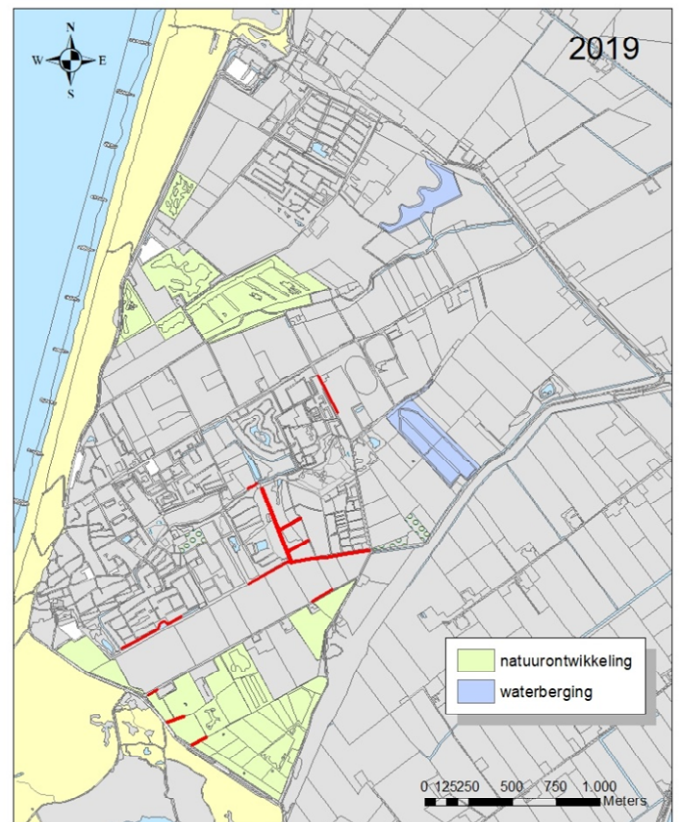 2019
N
W E
S
natuurontwikkeling
waterberging
0 125250 500 750 1.000
Meters